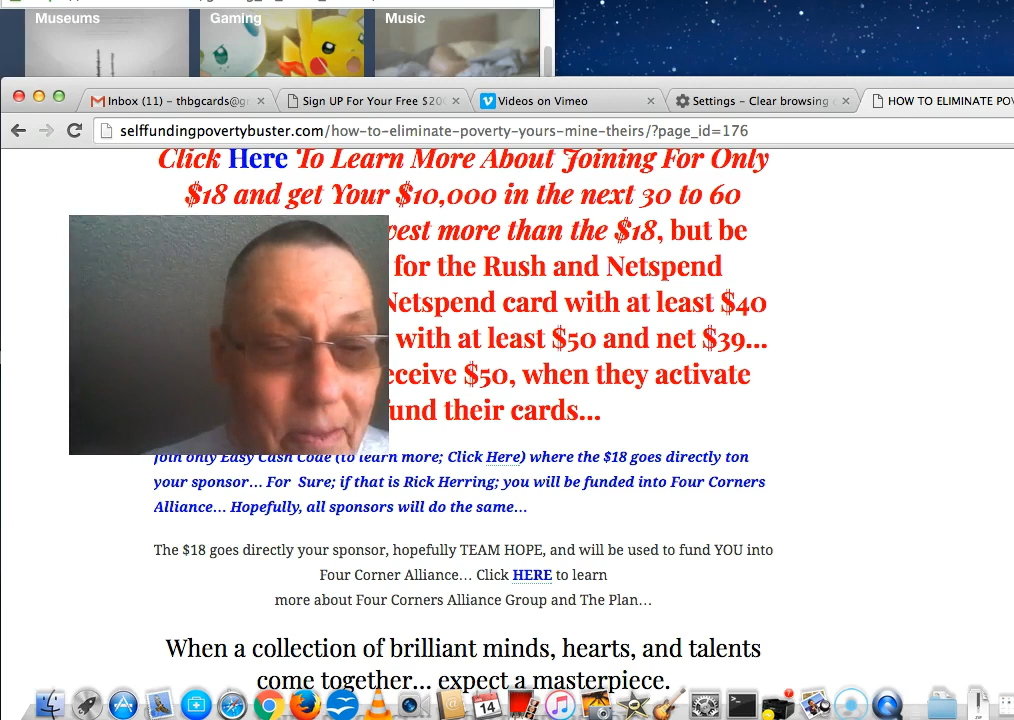 Museums
Gaming
Music
Inbox (11) – thbgcards@g
Sign UP For Your Free $20
Videos on Vimeo
Settings – Clear browsing
HOW TO ELIMINATE POV
selffundingpovertybuster.com/how-to-eliminate-poverty-yours-mine-theirs/?page_id=176
Click Here To Learn More About Joining For Only
$18 and get Your $10,000 in the next 30 to 60
more than the $18, but be
for the Rush and Netspend
Netspend card with at least $40
with at least $50 and net $39...
$50, when they activate
their cards...
Join only Easy Cash Code (to learn more; Click Here) where the $18 goes directly ton
your sponsor... For Sure; if that is Rick Herring; you will be funded into Four Corners
Alliance... Hopefully, all sponsors will do the same...
The $18 goes directly your sponsor, hopefully TEAM HOPE, and will be used to fund YOU into
Four Corner Alliance... Click HERE to learn
more about Four Corners Alliance Group and The Plan...
When a collection of brilliant minds, hearts, and talents
come together... expect a masterpiece.
14